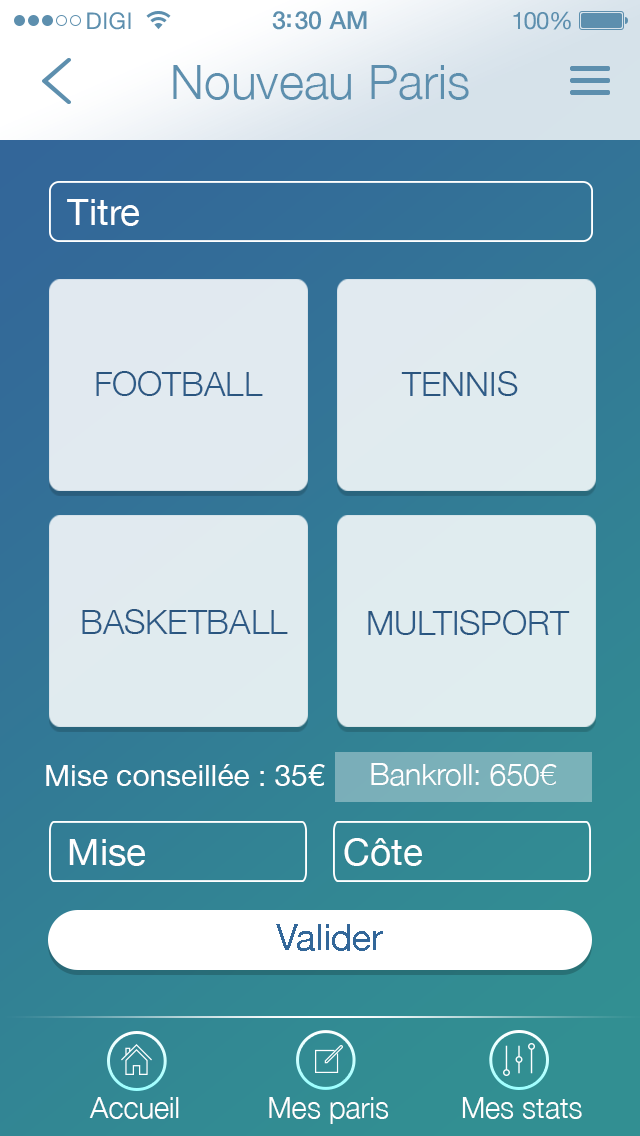 DIGI 3:30 AM 100%
Nouveau Paris
Titre
FOOTBALL TENNIS
BASKETBALL MULTISPORT
Mise conseillée : 35€ Bankroll: 650€
Mise Côte
Valider
Accueil Mes paris Mes stats